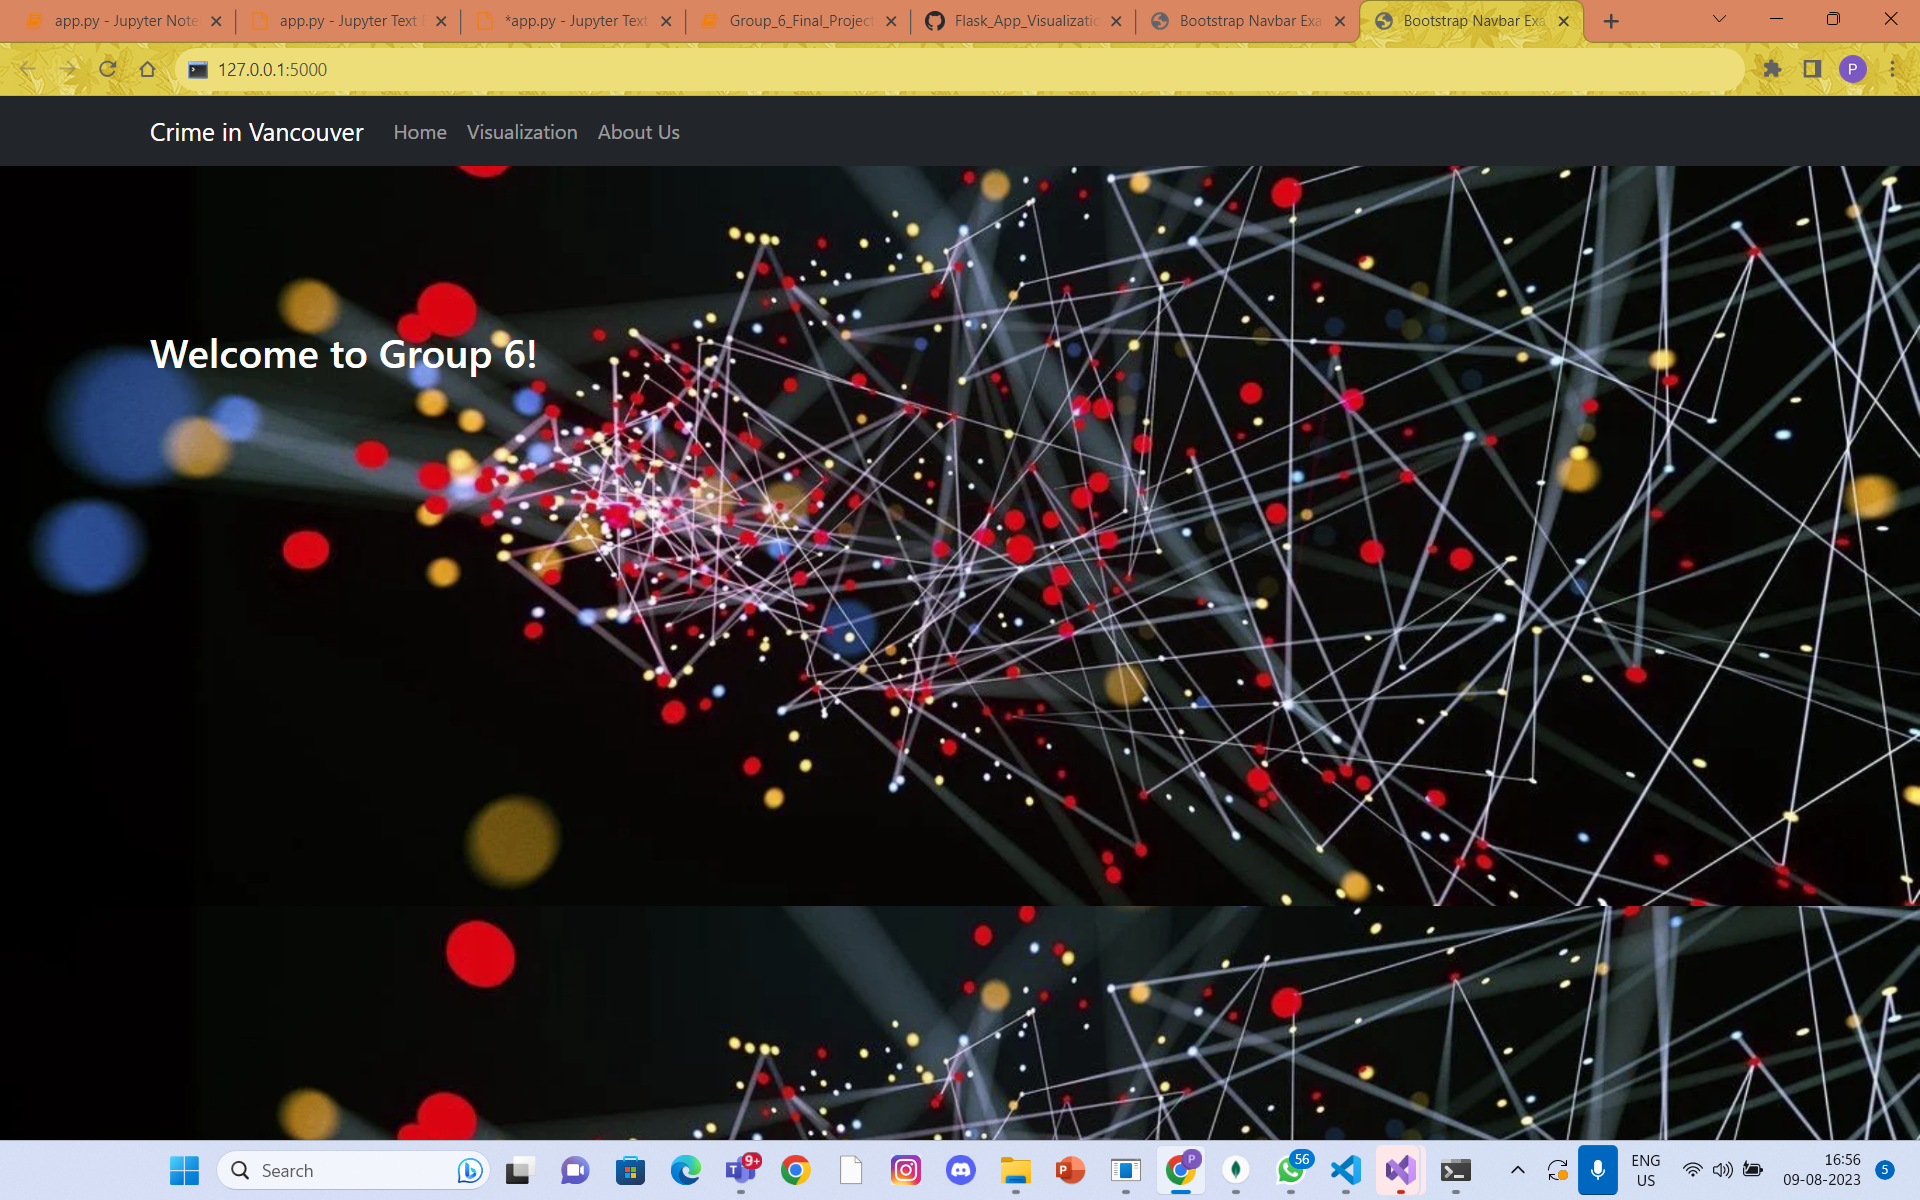 app.py - Jupyter Note
app.py - Jupyter Text
*app.py - Jupyter Text
Group_6_Final_Project
Flask_App_Visualizatio
Bootstrap Navbar Exa
Bootstrap Navbar Exa
127.0.0.1:5000
P
Crime in Vancouver
Home
Visualization
About Us
Welcome to Group 6!
Search
9+
P
56
ENG
US
16:56
09-08-2023
5